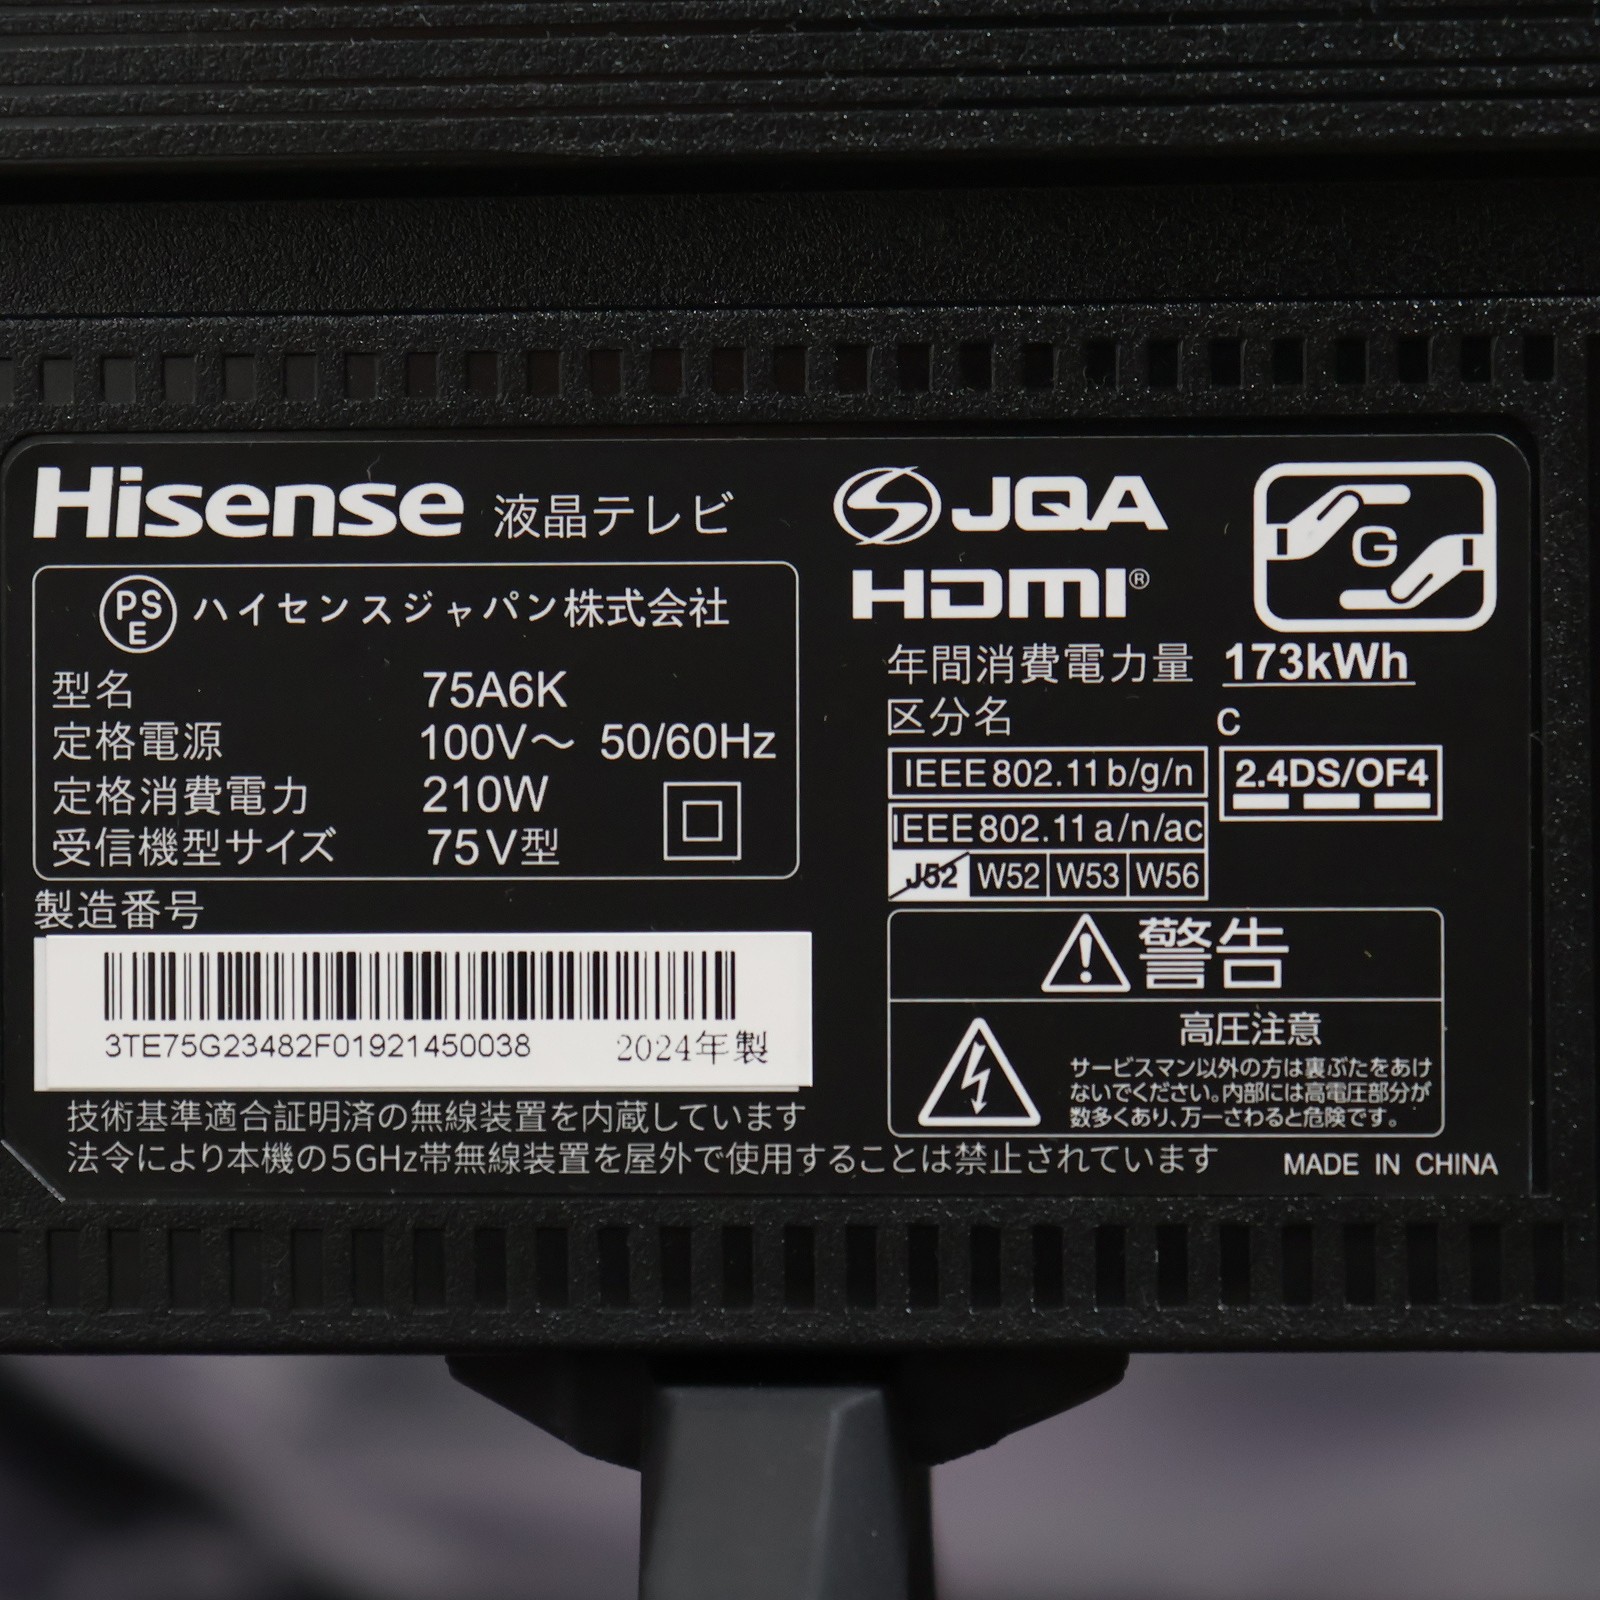 Hisense 液晶テレビ
PSE ハイセンスジャパン株式会社
型名 75A6K
定格電源 100V～ 50/60Hz
定格消費電力 210W
受信機型サイズ 75V型
製造番号
3TE75G23482F01921450038 2024年製
JQA
HDMI®
G
年間消費電力量 173kWh
区分名 C
IEEE802.11b/g/n 2.4DS/OF4
IEEE802.11a/n/ac
J52 W52 W53 W56
警告
高圧注意
サービスマン以外の方は裏ぶたをあけ
ないでください。内部には高電圧部分が
数多くあり、万一さわると危険です。
技術基準適合証明済の無線装置を内蔵しています
法令により本機の5GHz帯無線装置を屋外で使用することは禁止されています
MADE IN CHINA